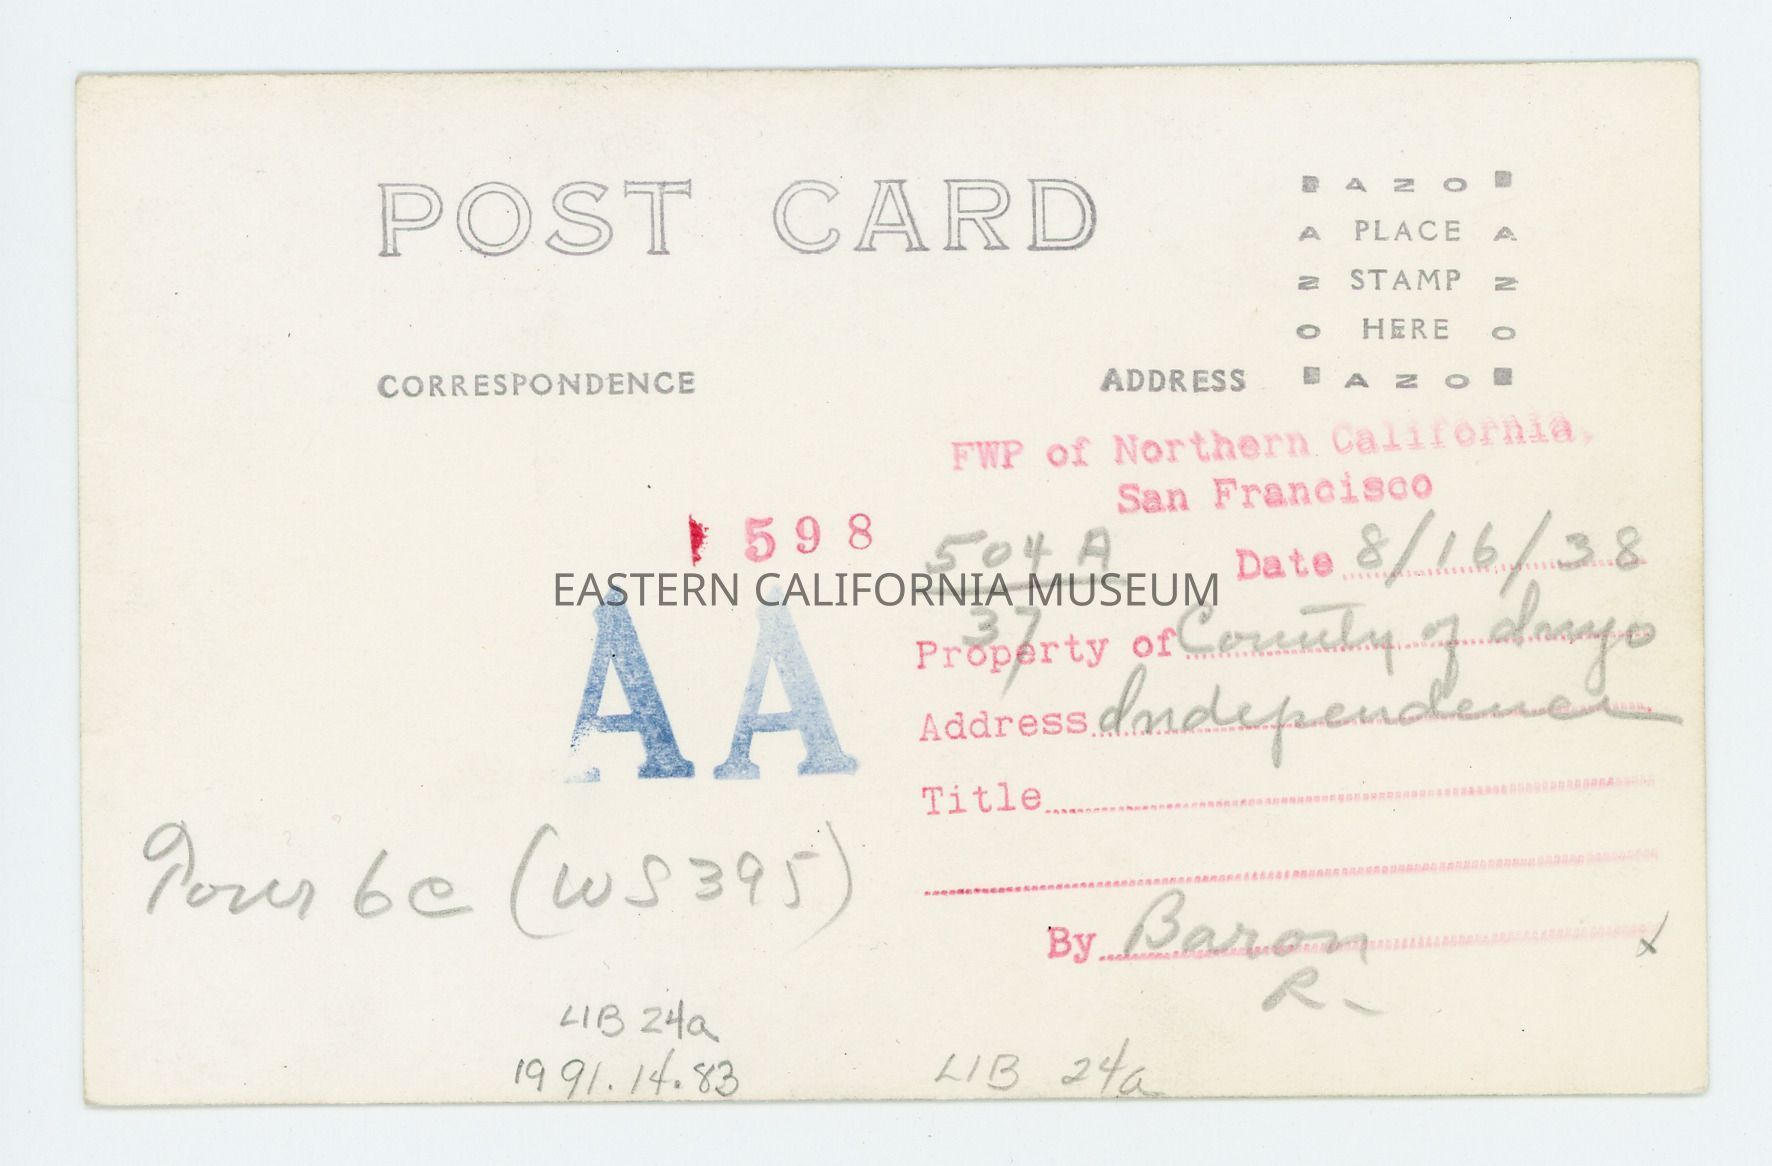 POST CARD
AZO
A PLACE A
Z STAMP Z
O HERE O
AZO
CORRESPONDENCE
ADDRESS
FWP of Northern California,
San Francisco
598
504 A
37
Date 8/16/38
EASTERN CALIFORNIA MUSEUM
AA
Property of County of Inyo
Address Independence
Title
Tour 6c (US 395)
By Baron
R-
x
LIB 24a
1991.14.83
LIB 24a